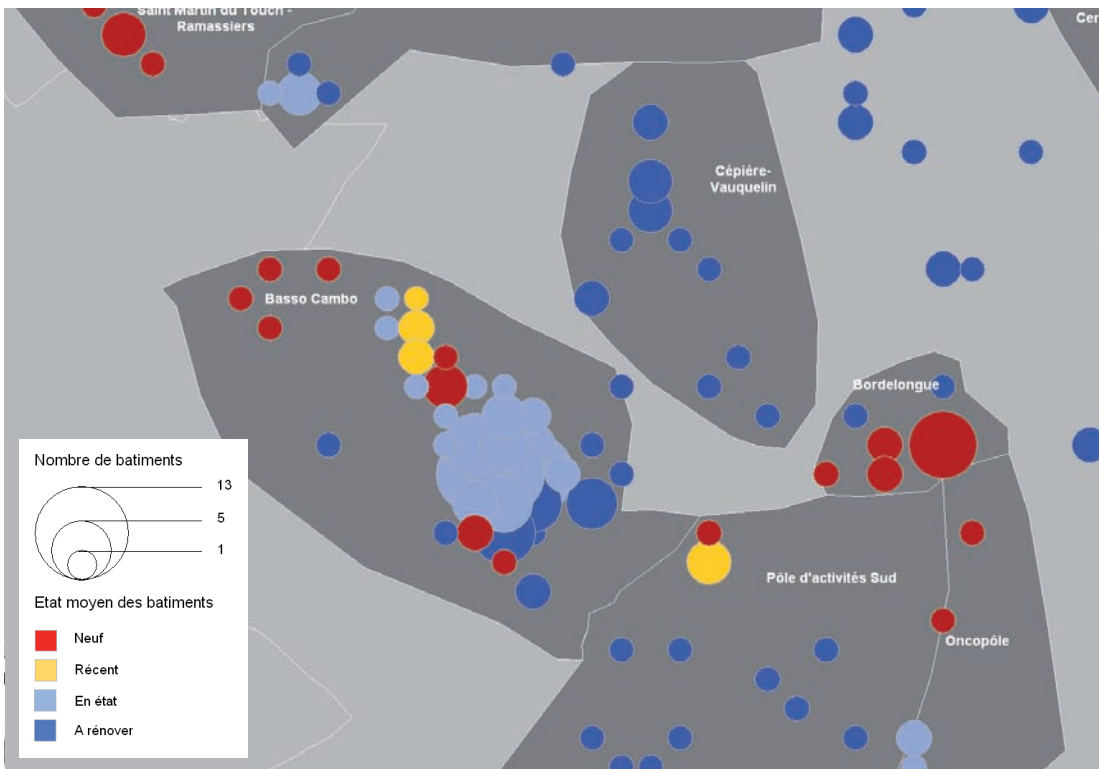 Saint Martin du Touch -
Ramassiers
Cer
Cépière-
Vauquelin
Basso Cambo
Bordelongue
Pôle d'activités Sud
Oncopôle
Nombre de batiments
13
5
1
Etat moyen des batiments
Neuf
Récent
En état
A rénover